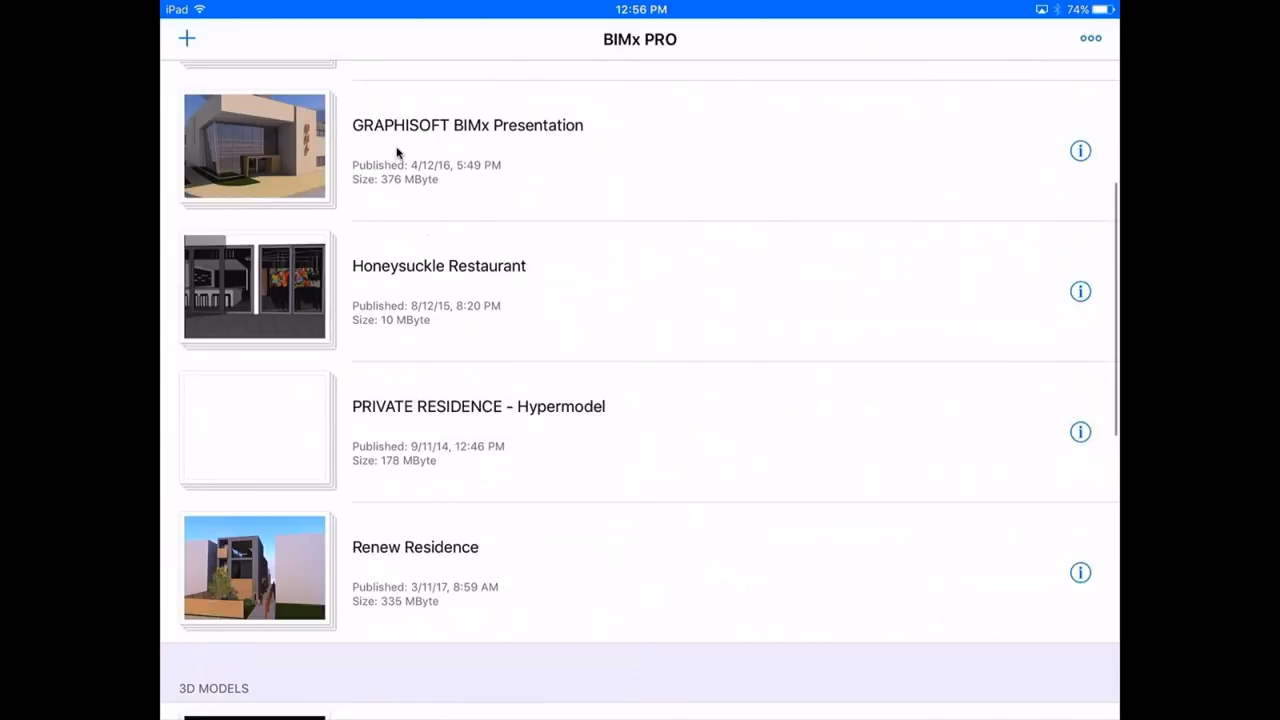 iPad 12:56 PM 74%
BIMx PRO
GRAPHISOFT BIMx Presentation
Published: 4/12/16, 5:49 PM
Size: 376 MByte
Honeysuckle Restaurant
Published: 8/12/15, 8:20 PM
Size: 10 MByte
PRIVATE RESIDENCE - Hypermodel
Published: 9/11/14, 12:46 PM
Size: 178 MByte
Renew Residence
Published: 3/11/17, 8:59 AM
Size: 335 MByte
3D MODELS